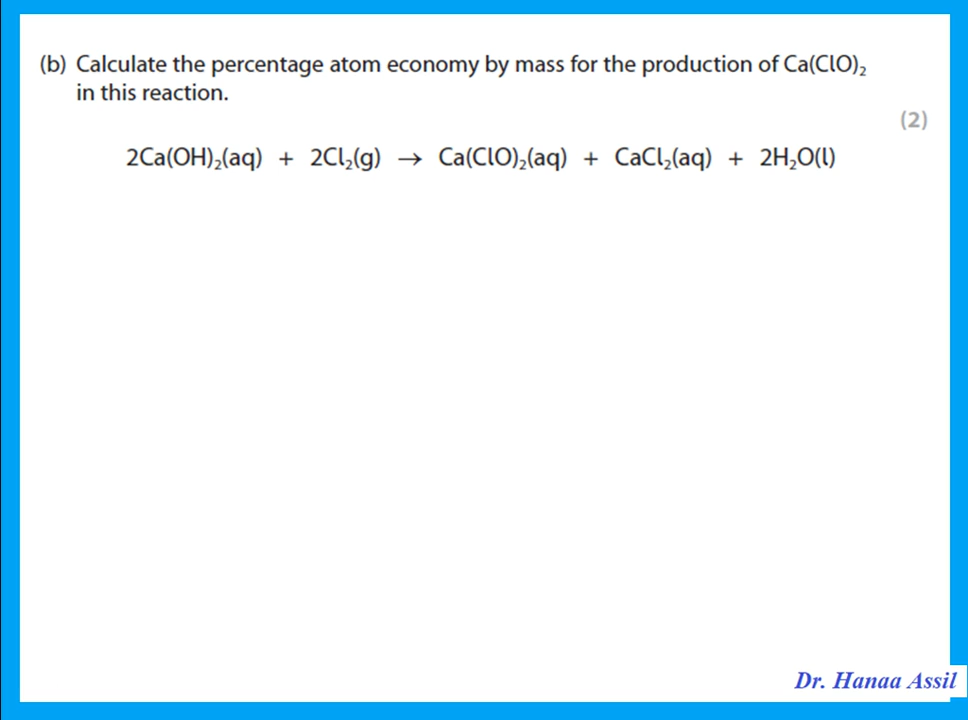 (b) Calculate the percentage atom economy by mass for the production of Ca(ClO)₂
in this reaction.
(2)
2Ca(OH)₂(aq) + 2Cl₂(g) → Ca(ClO)₂(aq) + CaCl₂(aq) + 2H₂O(l)
Dr. Hanaa Assil